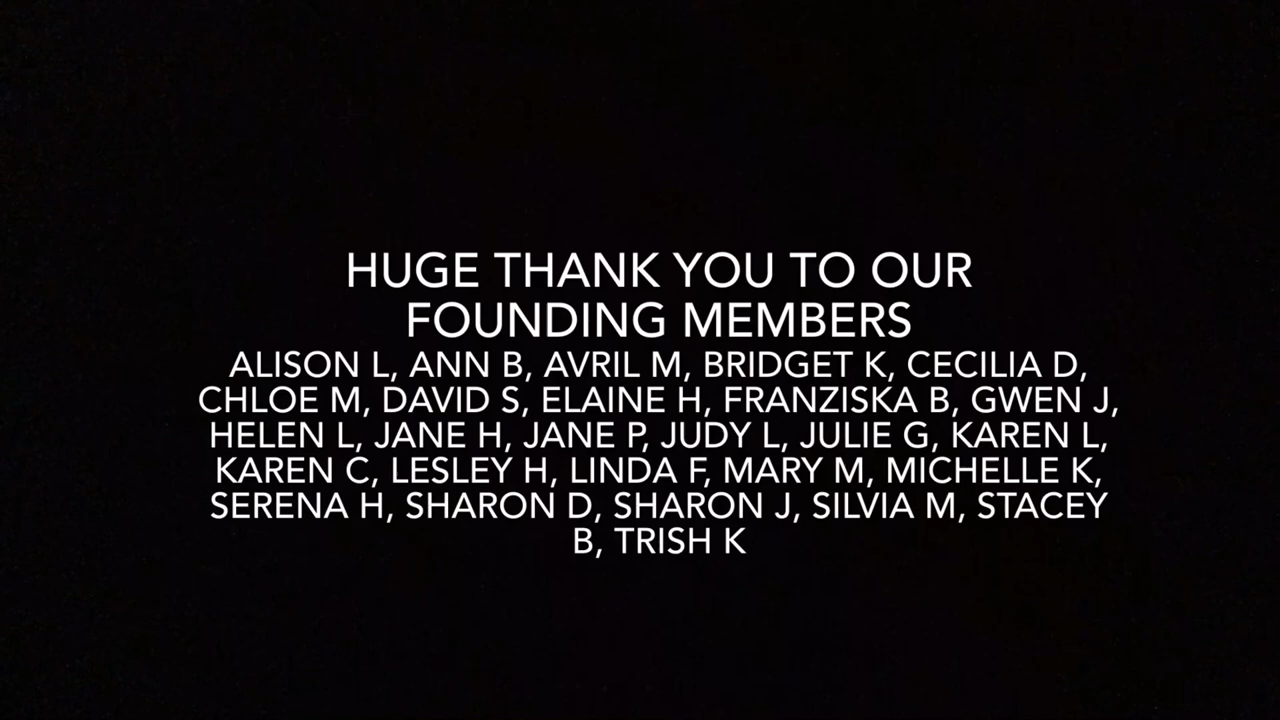 HUGE THANK YOU TO OUR
FOUNDING MEMBERS
ALISON L, ANN B, AVRIL M, BRIDGET K, CECILIA D,
CHLOE M, DAVID S, ELAINE H, FRANZISKA B, GWEN J,
HELEN L, JANE H, JANE P, JUDY L, JULIE G, KAREN L,
KAREN C, LESLEY H, LINDA F, MARY M, MICHELLE K,
SERENA H, SHARON D, SHARON J, SILVIA M, STACEY
B, TRISH K